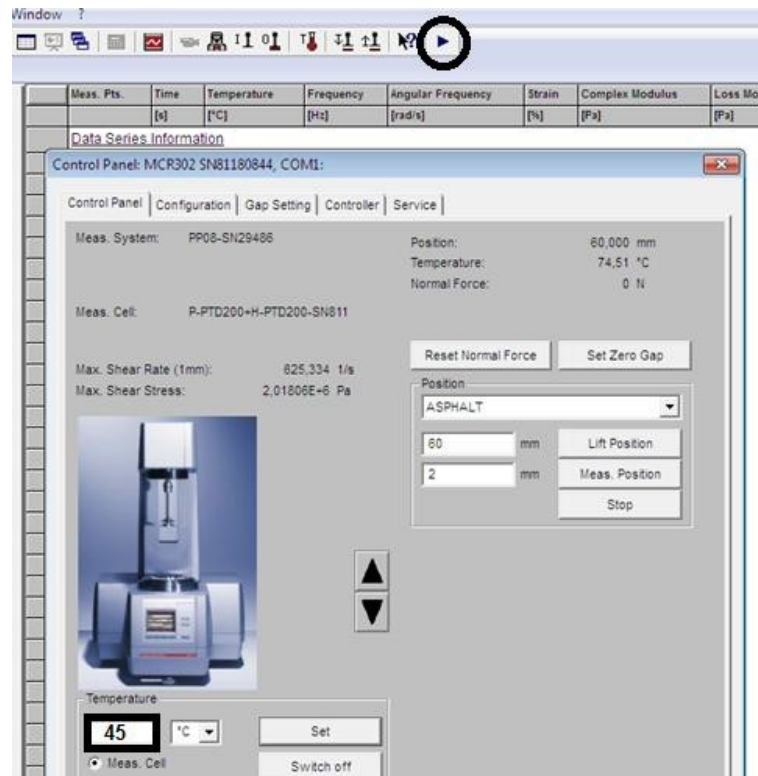 Window ?
Meas. Pts. Time Temperature Frequency Angular Frequency Strain Complex Modulus Loss Mo
[s] [°C] [Hz] [rad/s] [%] [Pa] [Pa]
Data Series Information
Control Panel: MCR302 SN81180844, COM1:
Control Panel Configuration Gap Setting Controller Service
Meas. System: PP08-SN29486
Position: 60,000 mm
Temperature: 74,51 °C
Normal Force: 0 N
Meas. Cell: P-PTD200+H-PTD200-SN811
Reset Normal Force Set Zero Gap
Max. Shear Rate (1mm): 625,334 1/s
Max. Shear Stress: 2,01806E+6 Pa
Position
ASPHALT
60 mm Lift Position
2 mm Meas. Position
Stop
Temperature
45 °C Set
Meas. Cell Switch off